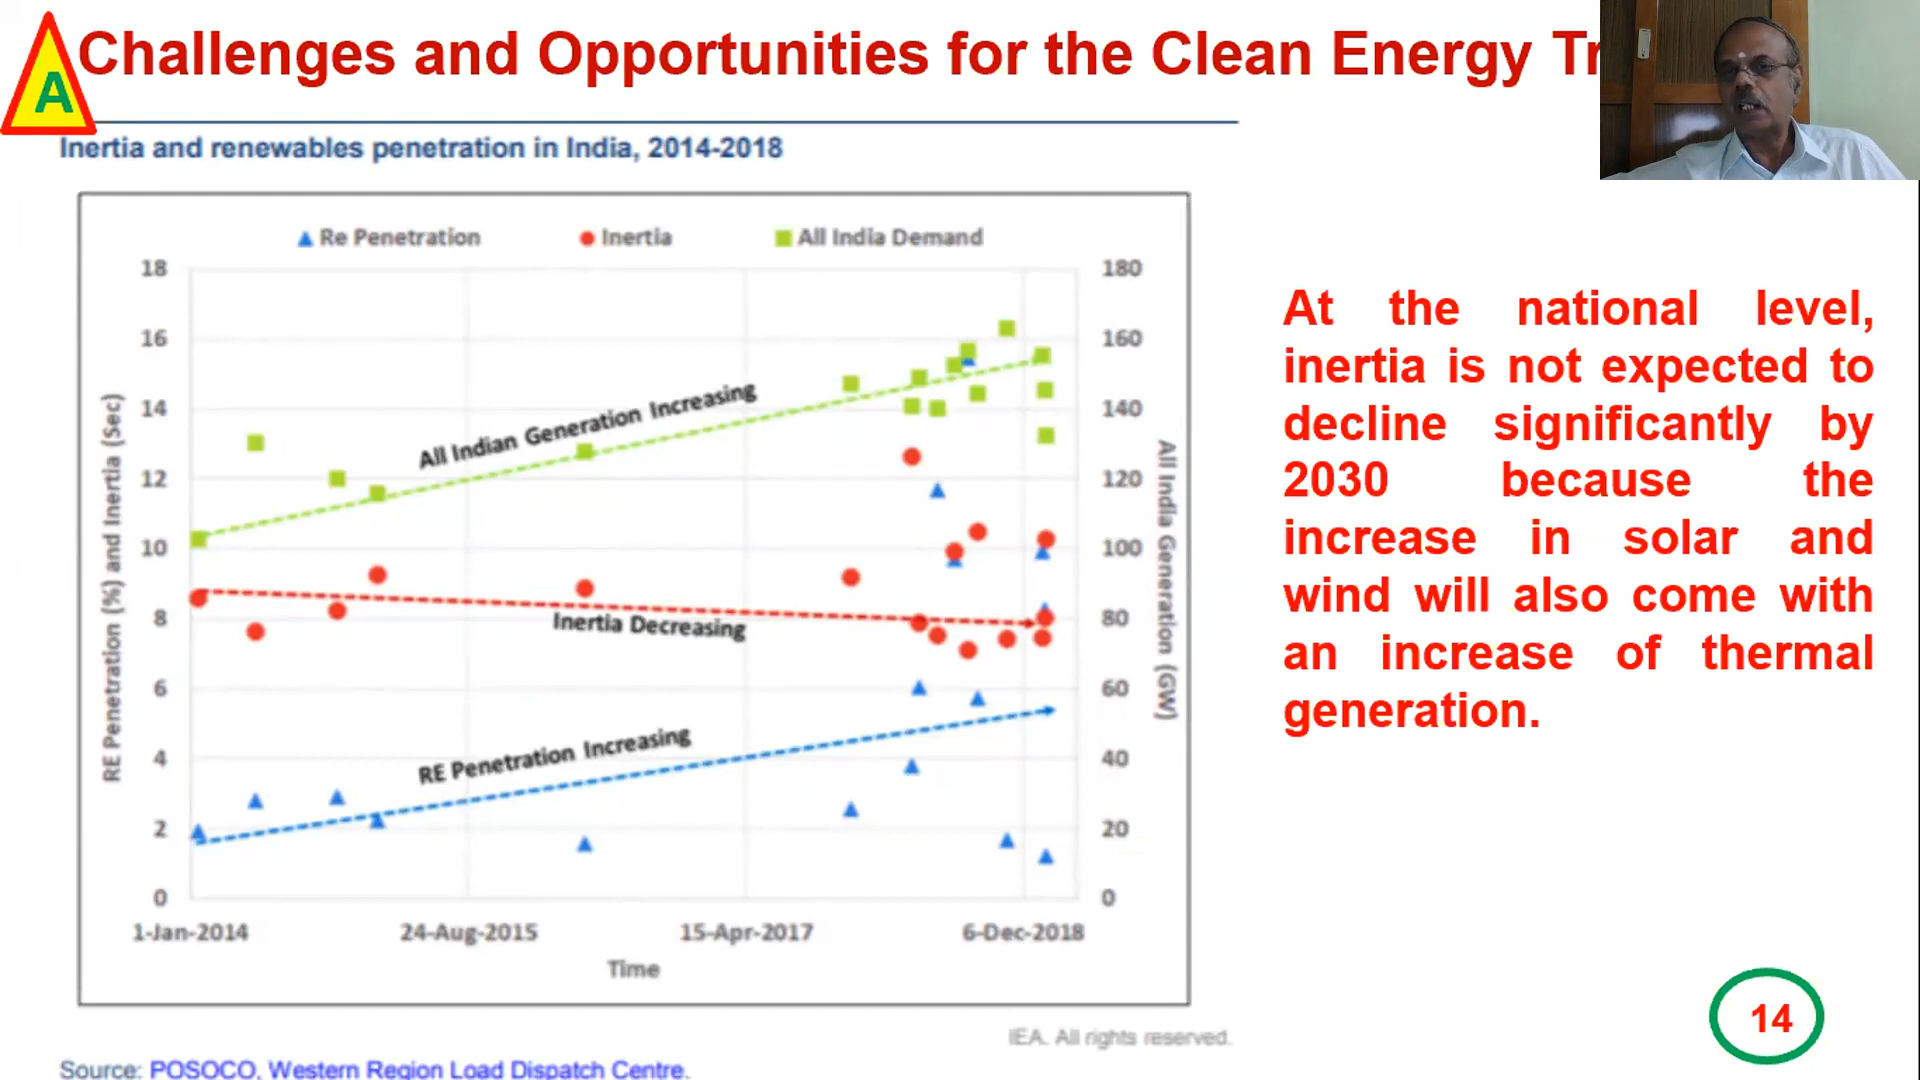 A
Challenges and Opportunities for the Clean Energy Tr
Inertia and renewables penetration in India, 2014-2018
Re Penetration Inertia All India Demand
18 180
16 160
14 140
12 120
10 100
8 80
6 60
4 40
2 20
0 0
RE Penetration (%) and Inertia (Sec)
All India Generation (GW)
All Indian Generation Increasing
Inertia Decreasing
RE Penetration Increasing
1-Jan-2014 24-Aug-2015 15-Apr-2017 6-Dec-2018
Time
IEA. All rights reserved.
Source: POSOCO, Western Region Load Dispatch Centre.
At the national level,
inertia is not expected to
decline significantly by
2030 because the
increase in solar and
wind will also come with
an increase of thermal
generation.
14